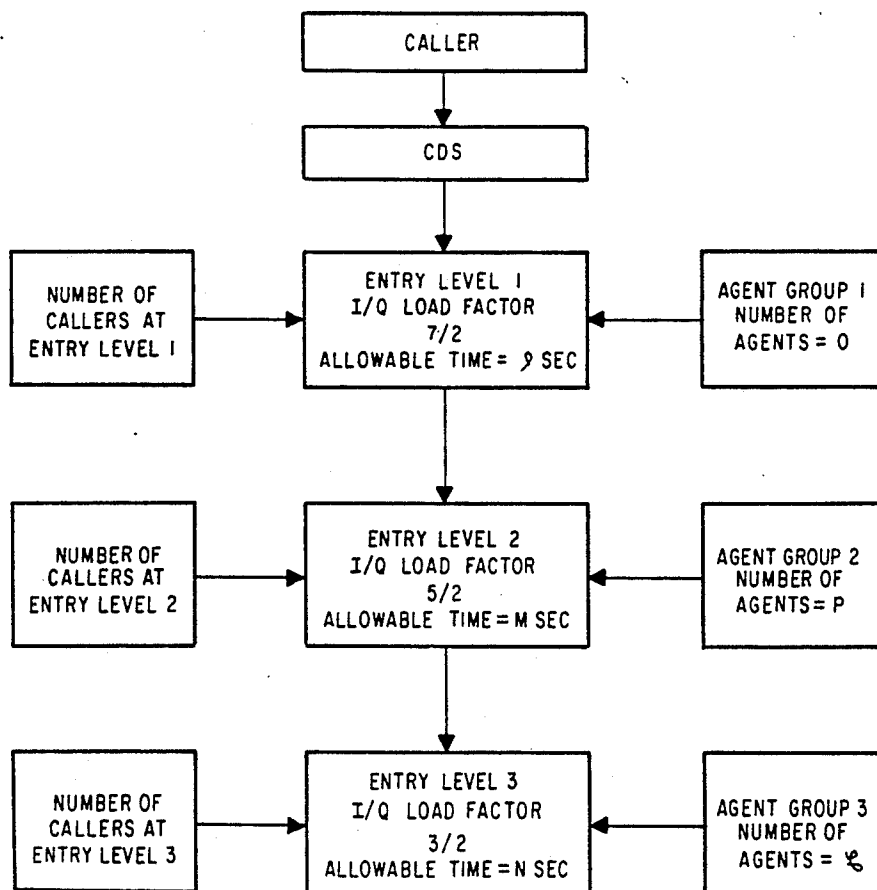 CALLER
CDS
NUMBER OF
CALLERS AT
ENTRY LEVEL 1
ENTRY LEVEL 1
I/Q LOAD FACTOR
7/2
ALLOWABLE TIME = SEC
AGENT GROUP 1
NUMBER OF
AGENTS = O
NUMBER OF
CALLERS AT
ENTRY LEVEL 2
ENTRY LEVEL 2
I/Q LOAD FACTOR
5/2
ALLOWABLE TIME = M SEC
AGENT GROUP 2
NUMBER OF
AGENTS = P
NUMBER OF
CALLERS AT
ENTRY LEVEL 3
ENTRY LEVEL 3
I/Q LOAD FACTOR
3/2
ALLOWABLE TIME = N SEC
AGENT GROUP 3
NUMBER OF
AGENTS =